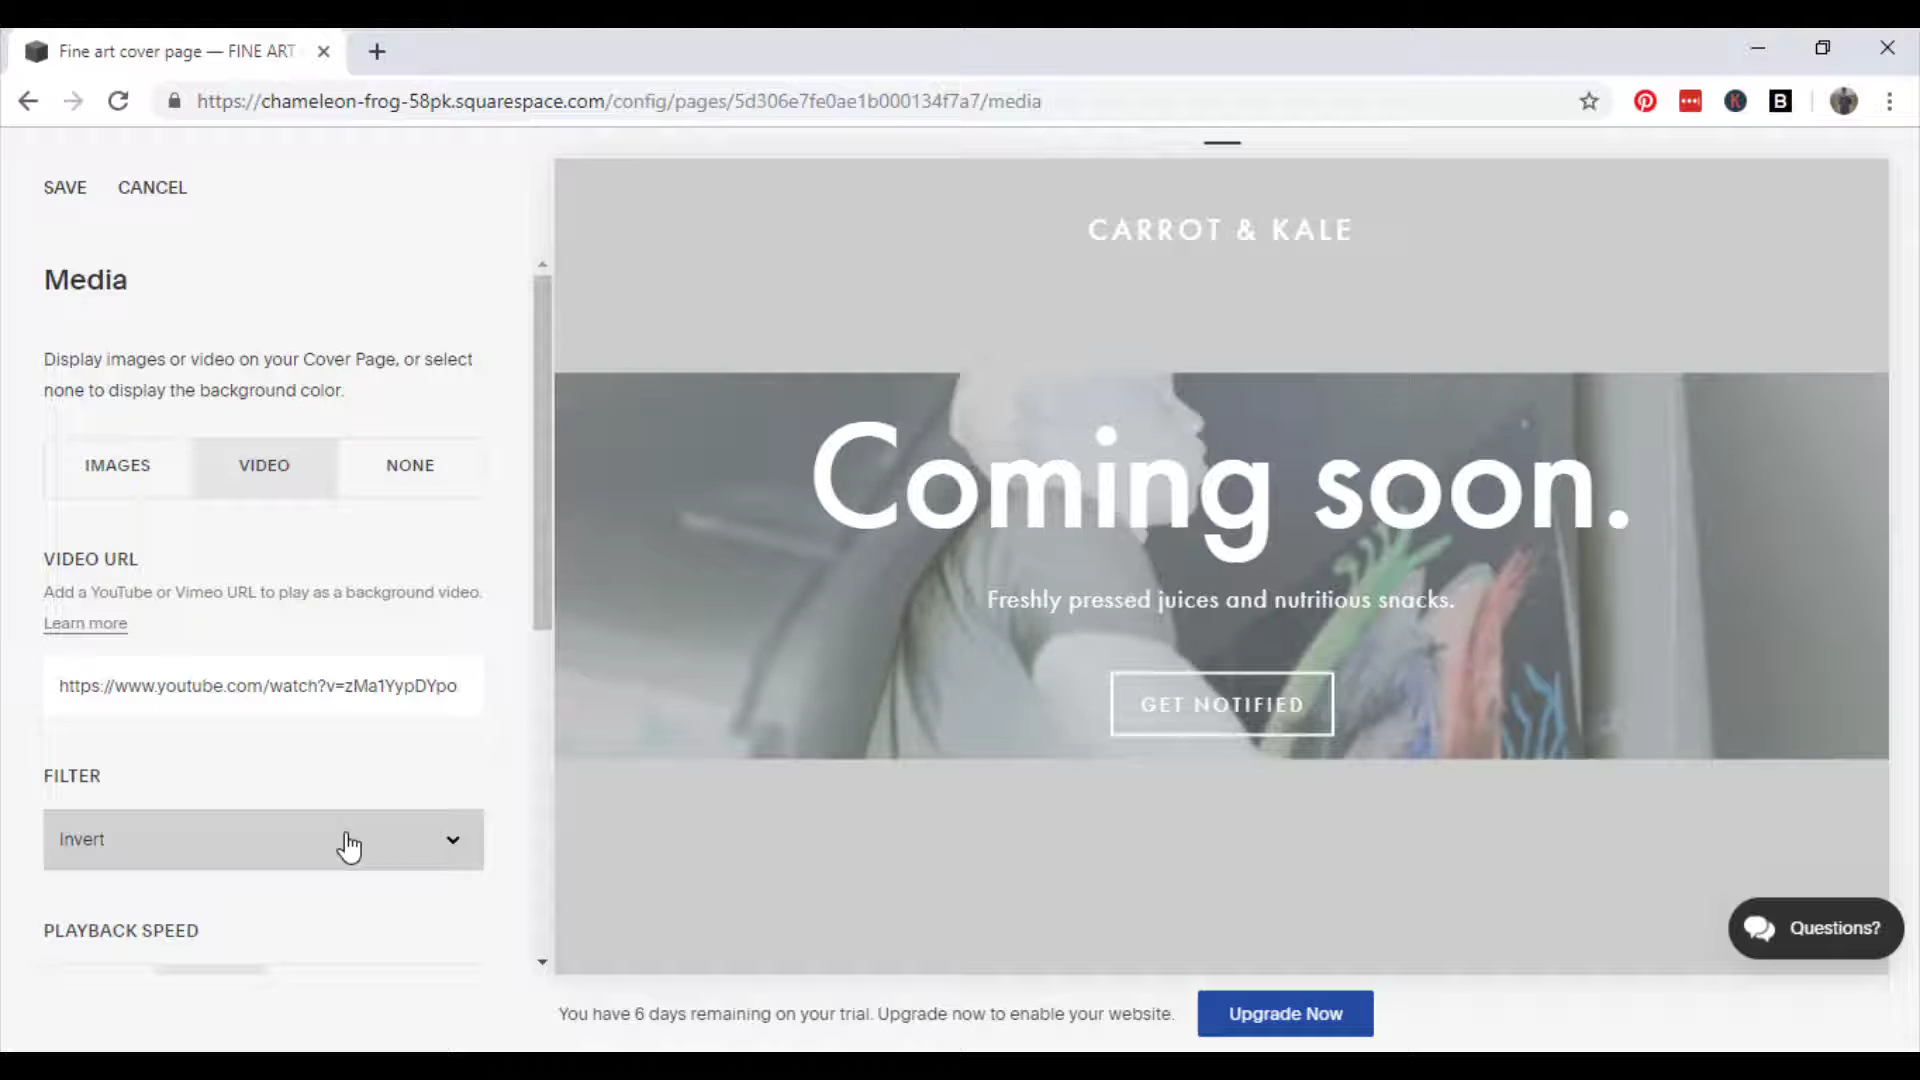 Fine art cover page — FINE ART
https://chameleon-frog-58pk.squarespace.com/config/pages/5d306e7fe0ae1b000134f7a7/media
K
B
SAVE CANCEL
Media
Display images or video on your Cover Page, or select
none to display the background color.
IMAGES VIDEO NONE
VIDEO URL
Add a YouTube or Vimeo URL to play as a background video.
Learn more
https://www.youtube.com/watch?v=zMa1YypDYpo
FILTER
Invert
PLAYBACK SPEED
CARROT & KALE
Coming soon.
Freshly pressed juices and nutritious snacks.
GET NOTIFIED
Questions?
You have 6 days remaining on your trial. Upgrade now to enable your website.
Upgrade Now